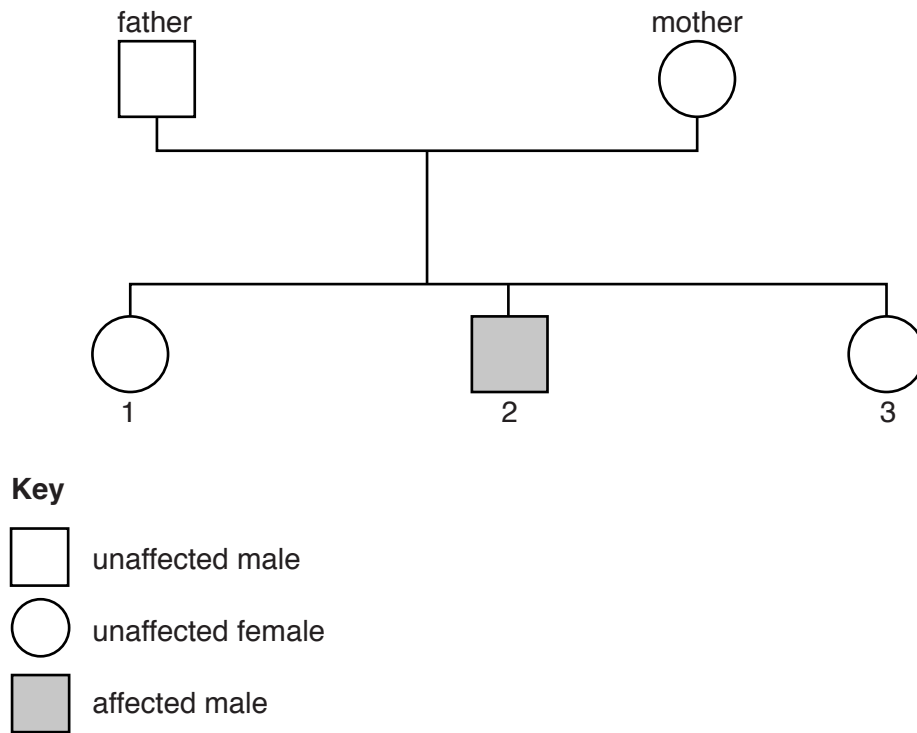 father mother
1 2 3
Key
unaffected male
unaffected female
affected male